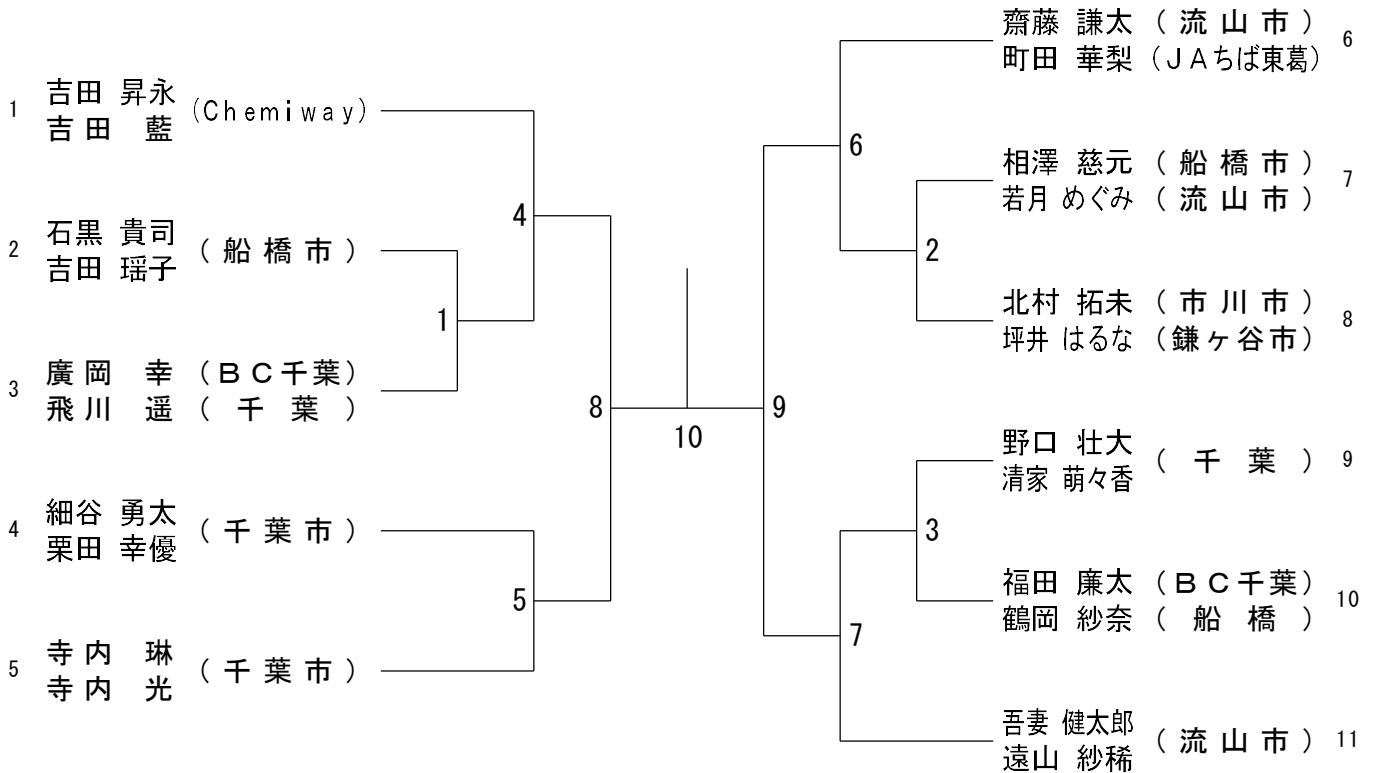 1 吉田 昇永 (Chemiway)
吉田 藍
2 石黒 貴司 (船橋市)
吉田 瑶子
3 廣岡 幸 (BC千葉)
飛川 遥 (千葉)
4 細谷 勇太 (千葉市)
栗田 幸優
5 寺内 琳 (千葉市)
寺内 光
4
1
8
5
10
齋藤 謙太 (流山市) 6
町田 華梨 (JAちば東葛)
相澤 慈元 (船橋市) 7
若月 めぐみ (流山市)
北村 拓未 (市川市) 8
坪井 はるな (鎌ヶ谷市)
野口 壮大 (千葉) 9
清家 萌々香
福田 廉太 (BC千葉) 10
鶴岡 紗奈 (船橋)
吾妻 健太郎 (流山市) 11
遠山 紗稀
6
2
9
3
7